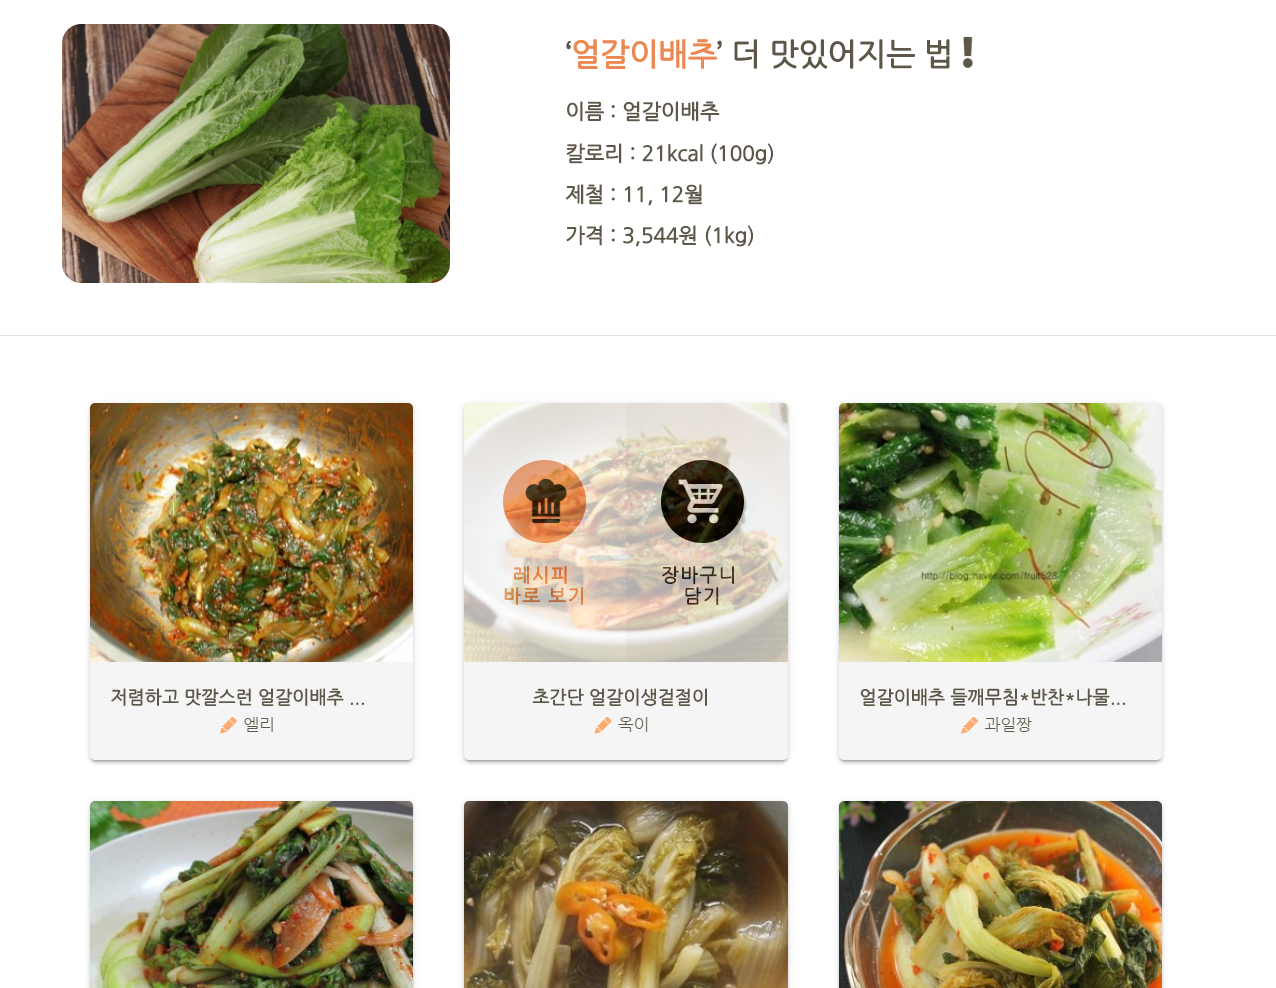 ‘얼갈이배추’ 더 맛있어지는 법❗
이름 : 얼갈이배추
칼로리 : 21kcal (100g)
제철 : 11, 12월
가격 : 3,544원 (1kg)
레시피
바로 보기
장바구니
담기
http://blog.naver.com/fruit528
저렴하고 맛깔스런 얼갈이배추 ...
엘리
초간단 얼갈이생겉절이
옥이
얼갈이배추 들깨무침*반찬*나물...
과일짱